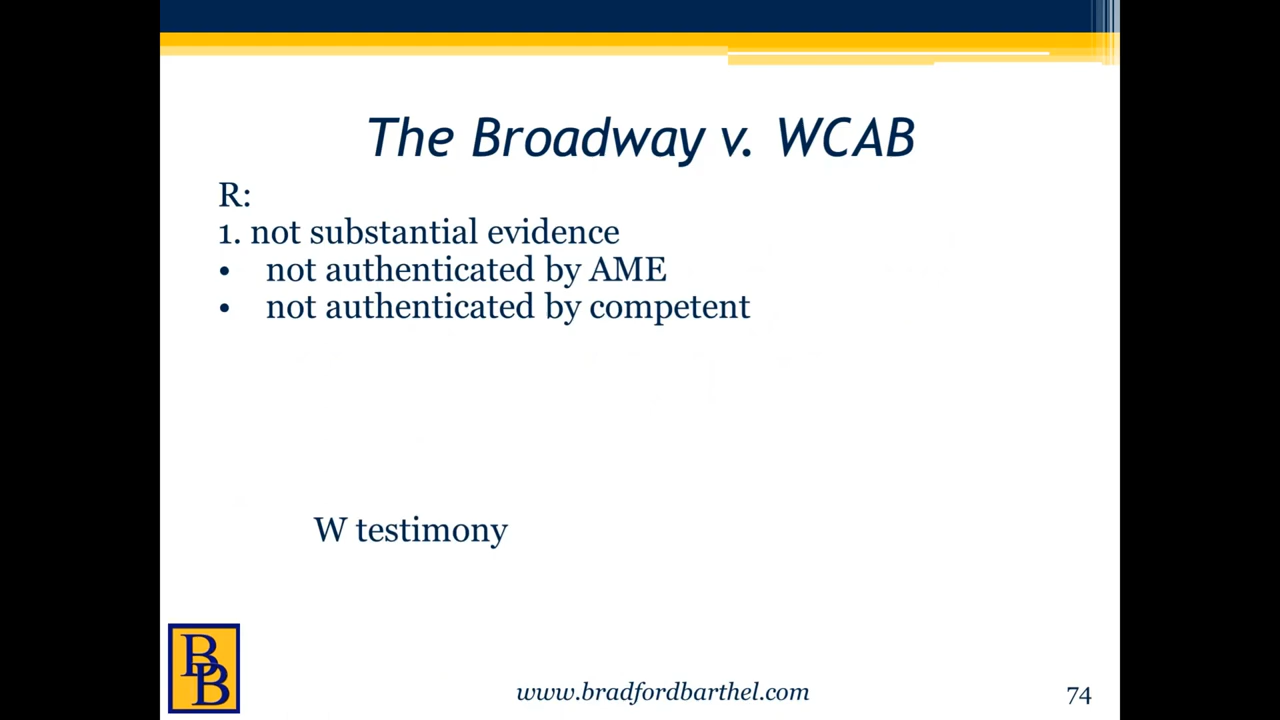 The Broadway v. WCAB
R:
1. not substantial evidence
• not authenticated by AME
• not authenticated by competent
W testimony
BB
www.bradfordbarthel.com
74